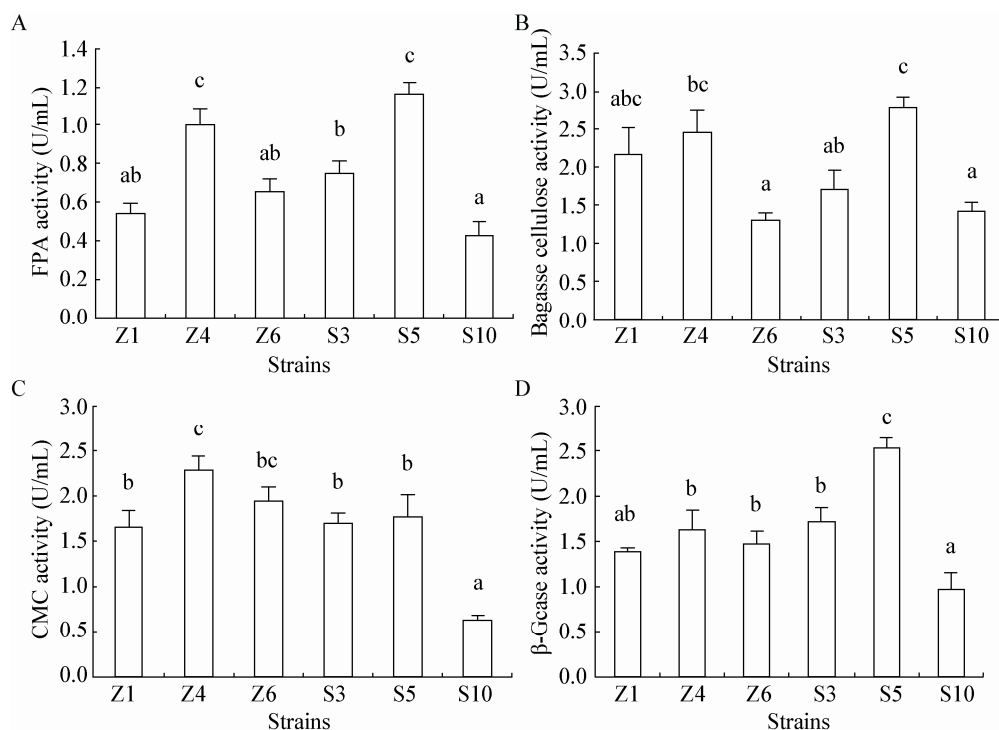 A
FPA activity (U/mL)
1.4
1.2
1.0
0.8
0.6
0.4
0.2
0.0
ab
c
ab
b
c
a
Z1 Z4 Z6 S3 S5 S10
Strains
B
Bagasse cellulose activity (U/mL)
3.5
3.0
2.5
2.0
1.5
1.0
0.5
0.0
abc
bc
a
ab
c
a
Z1 Z4 Z6 S3 S5 S10
Strains
C
CMC activity (U/mL)
3.0
2.5
2.0
1.5
1.0
0.5
0.0
b
c
bc
b
b
a
Z1 Z4 Z6 S3 S5 S10
Strains
D
β-Gcase activity (U/mL)
3.0
2.5
2.0
1.5
1.0
0.5
0.0
ab
b
b
b
c
a
Z1 Z4 Z6 S3 S5 S10
Strains